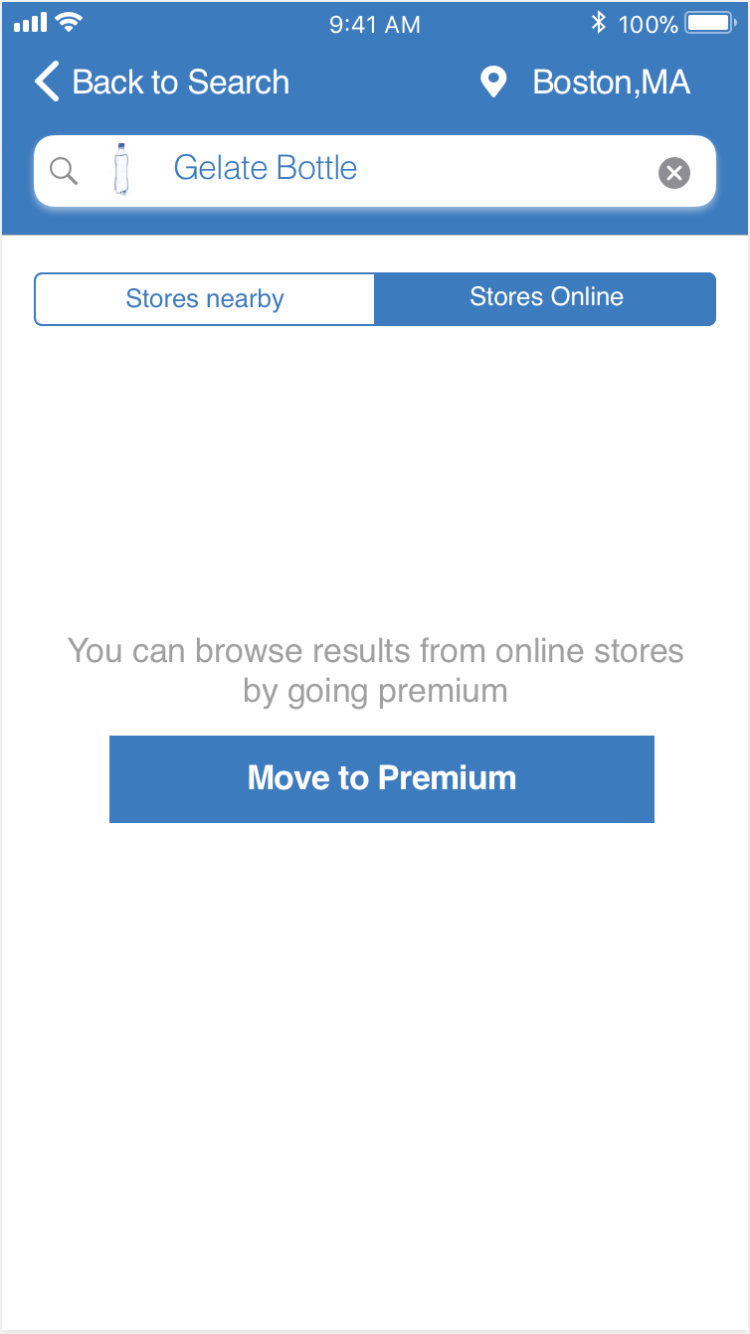 9:41 AM
100%
Back to Search
Boston,MA
Gelate Bottle
Stores nearby
Stores Online
You can browse results from online stores
by going premium
Move to Premium